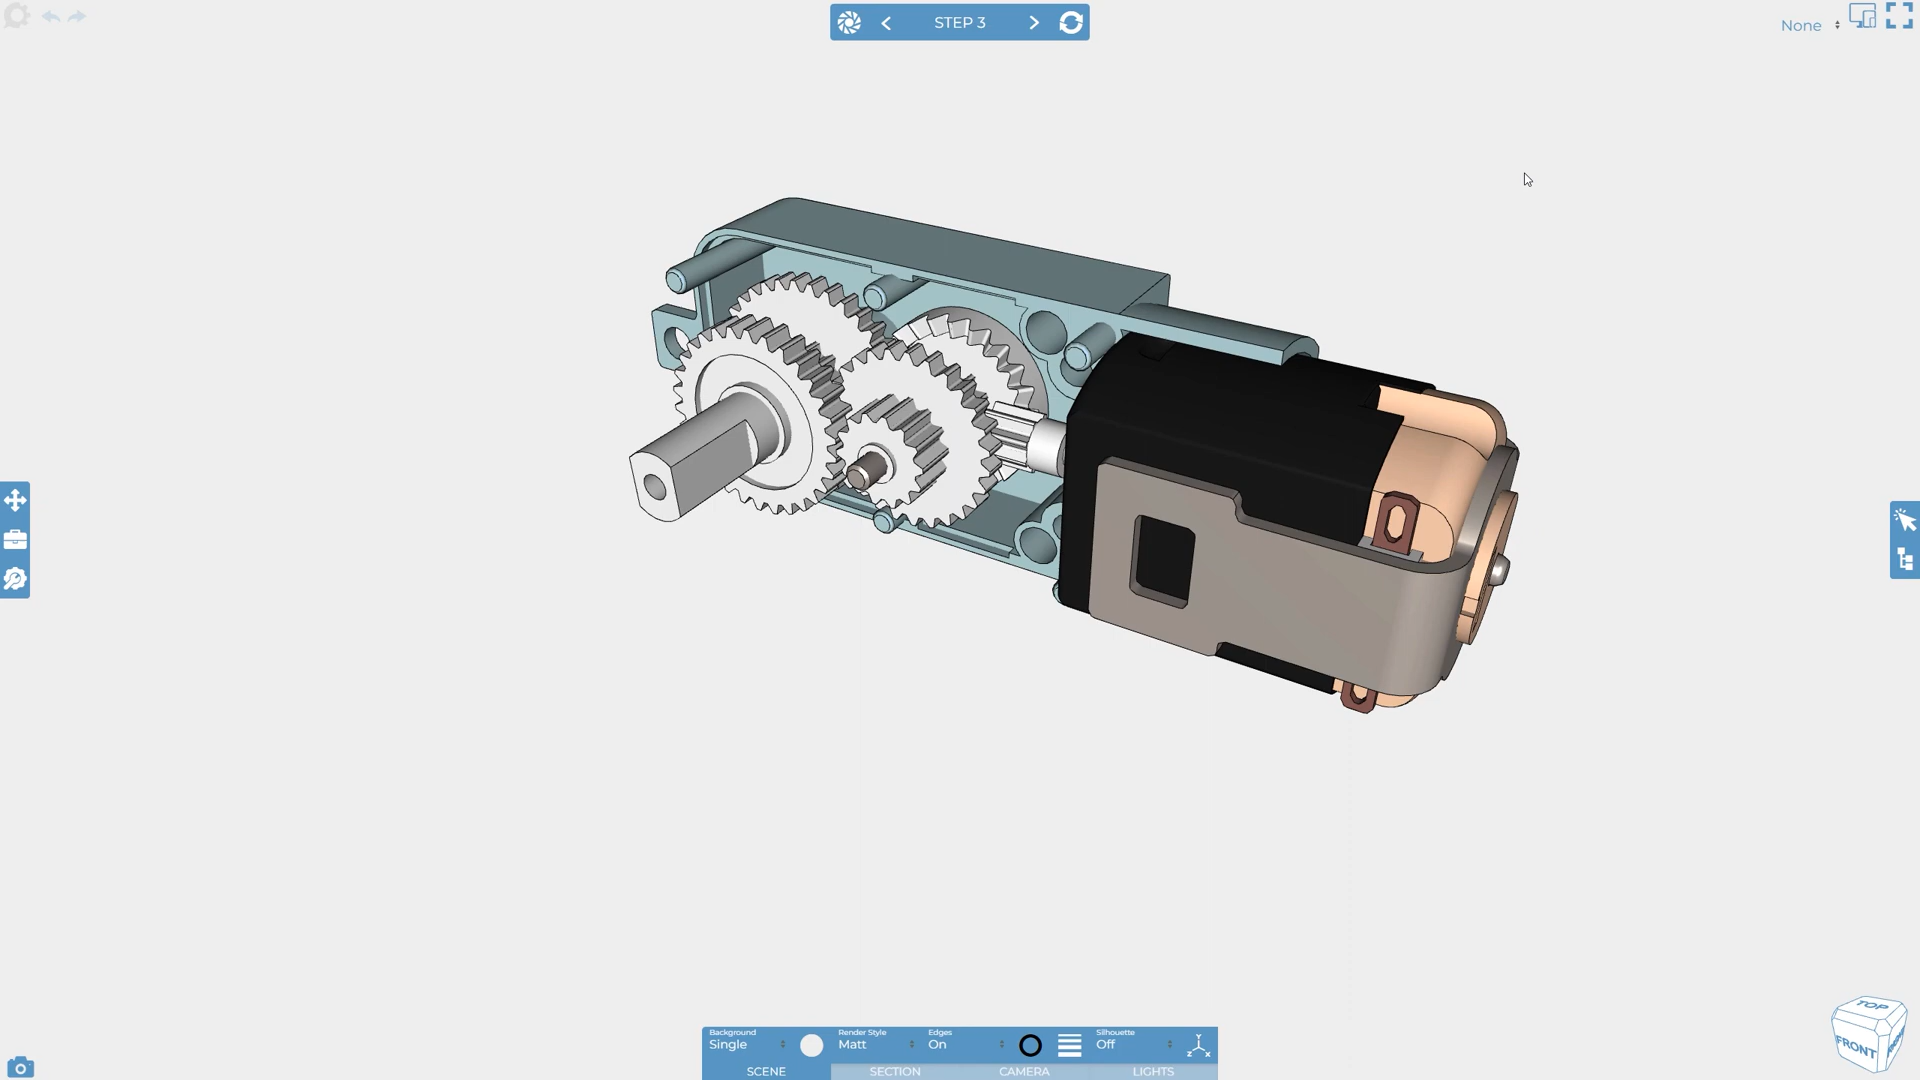 STEP 3
None
Background
Single
Render Style
Matt
Edges
On
Silhouette
Off
Y
Z
X
SCENE
SECTION
CAMERA
LIGHTS
TOP
FRONT